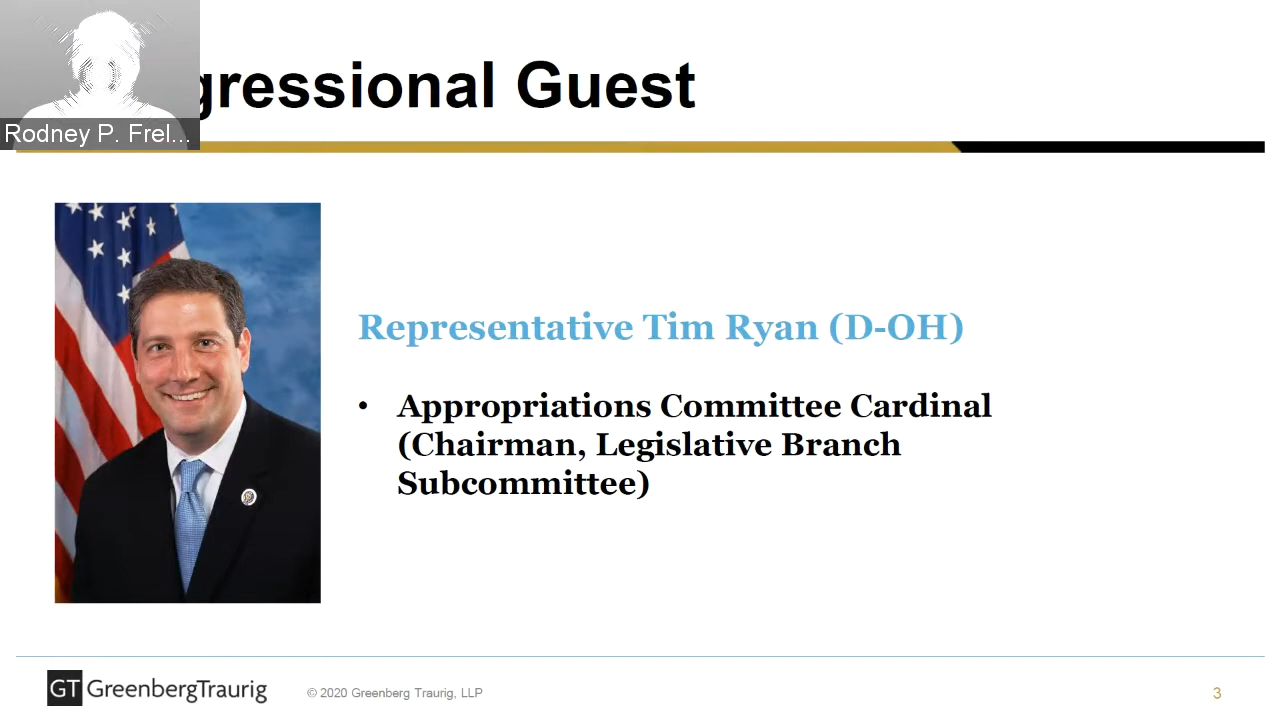 gressional Guest
Rodney P. Frel...
Representative Tim Ryan (D-OH)
• Appropriations Committee Cardinal
(Chairman, Legislative Branch
Subcommittee)
GT GreenbergTraurig
© 2020 Greenberg Traurig, LLP
3